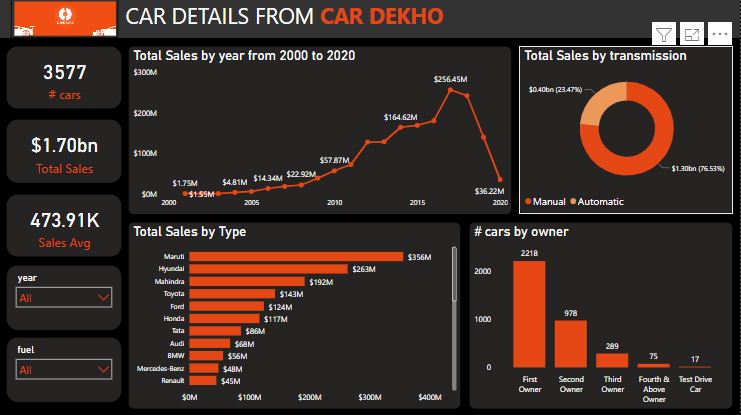 CAR DETAILS FROM CAR DEKHO
3577
# cars
$1.70bn
Total Sales
473.91K
Sales Avg
year
All
fuel
All
Total Sales by year from 2000 to 2020
$300M
$200M
$100M
$0M
$1.75M
$1.55M
$4.81M
$14.34M
$22.92M
$57.87M
$164.62M
$256.45M
$36.22M
2000
2005
2010
2015
2020
Total Sales by transmission
$0.40bn (23.47%)
$1.30bn (76.53%)
Manual
Automatic
Total Sales by Type
Maruti $356M
Hyundai $263M
Mahindra $192M
Toyota $143M
Ford $124M
Honda $117M
Tata $86M
Audi $68M
BMW $56M
Mercedes-Benz $48M
Renault $45M
$0M $100M $200M $300M $400M
# cars by owner
2000
1000
0
2218
978
289
75
17
First Owner
Second Owner
Third Owner
Fourth & Above Owner
Test Drive Car